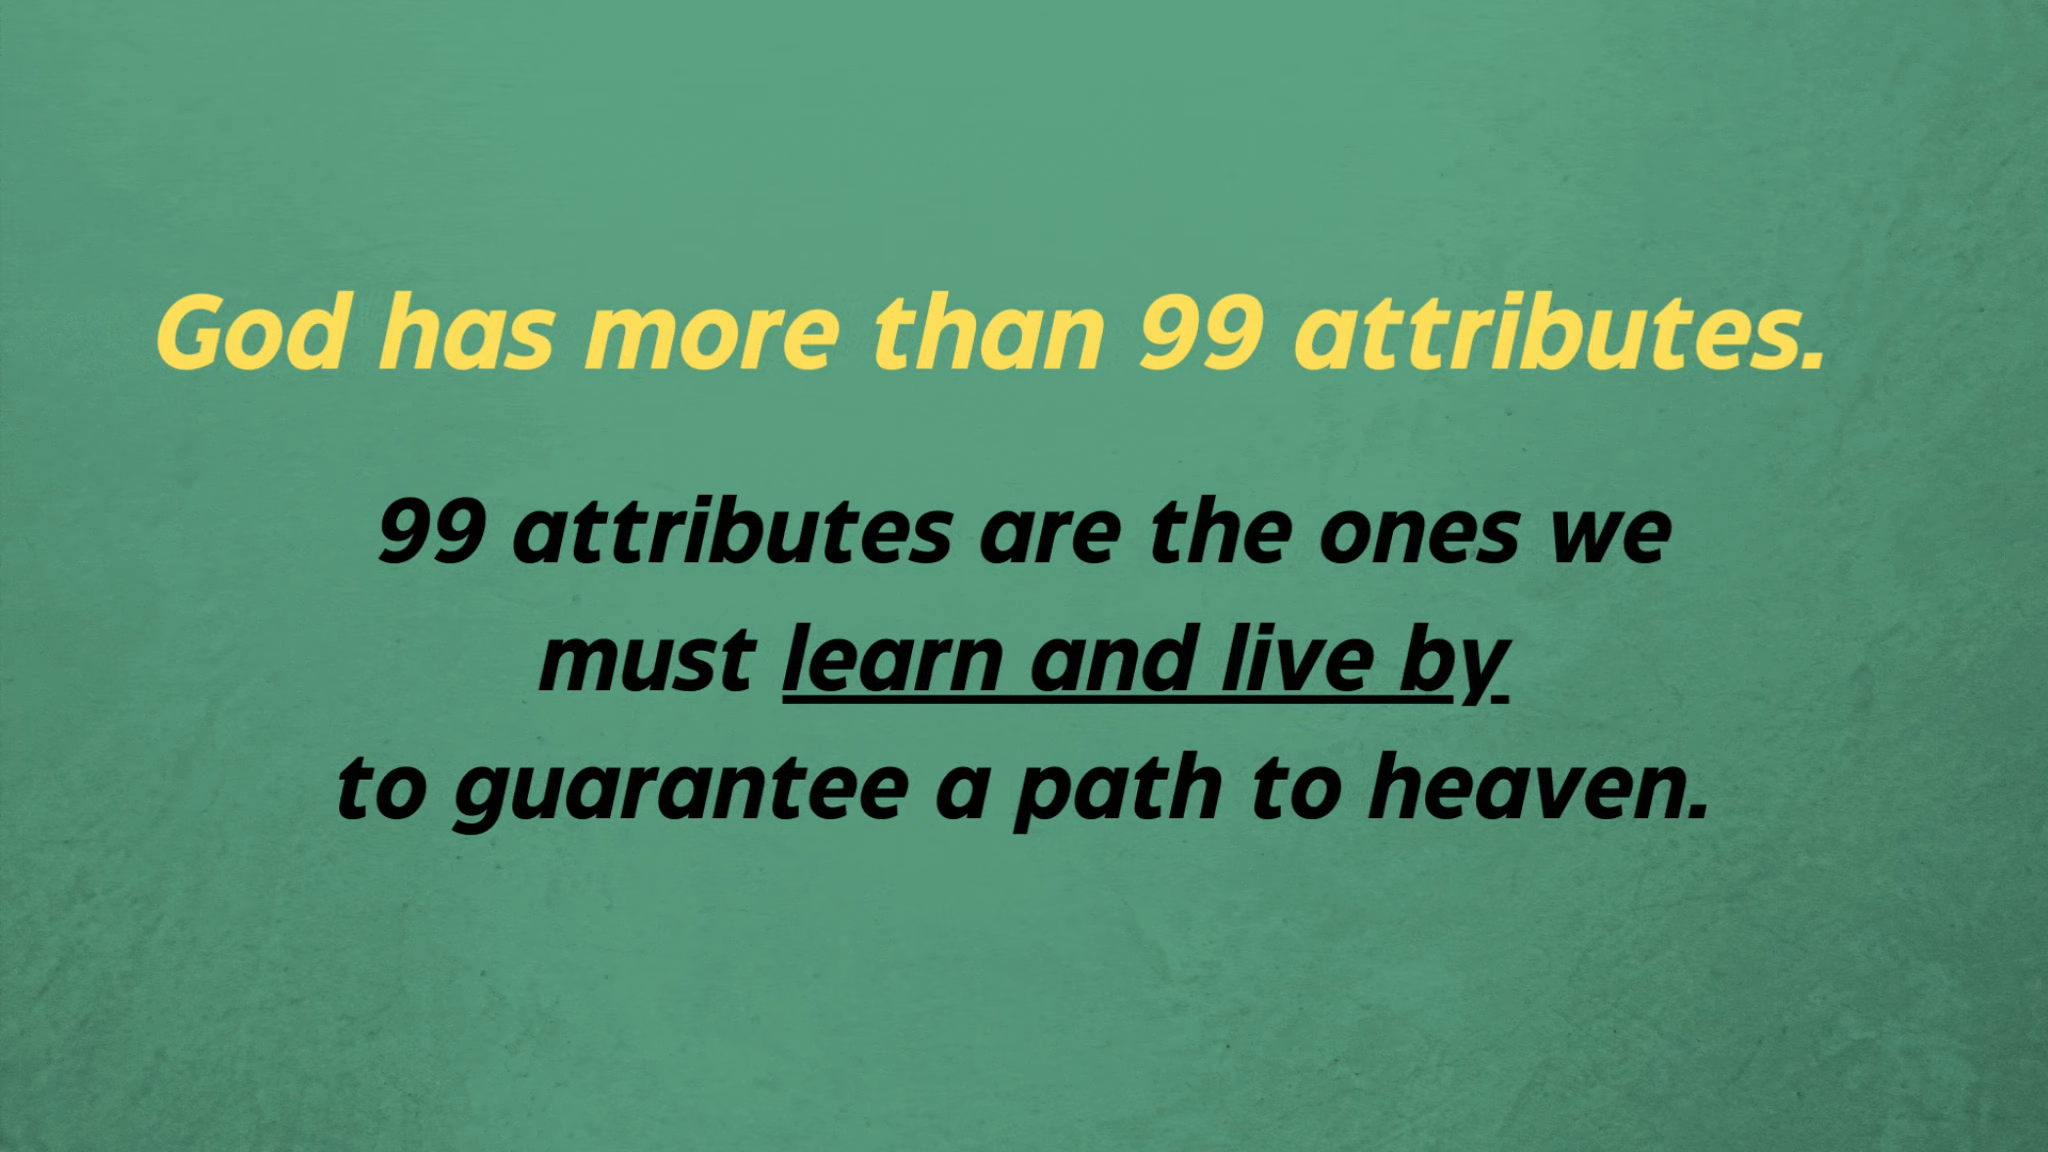 God has more than 99 attributes.
99 attributes are the ones we
must learn and live by
to guarantee a path to heaven.